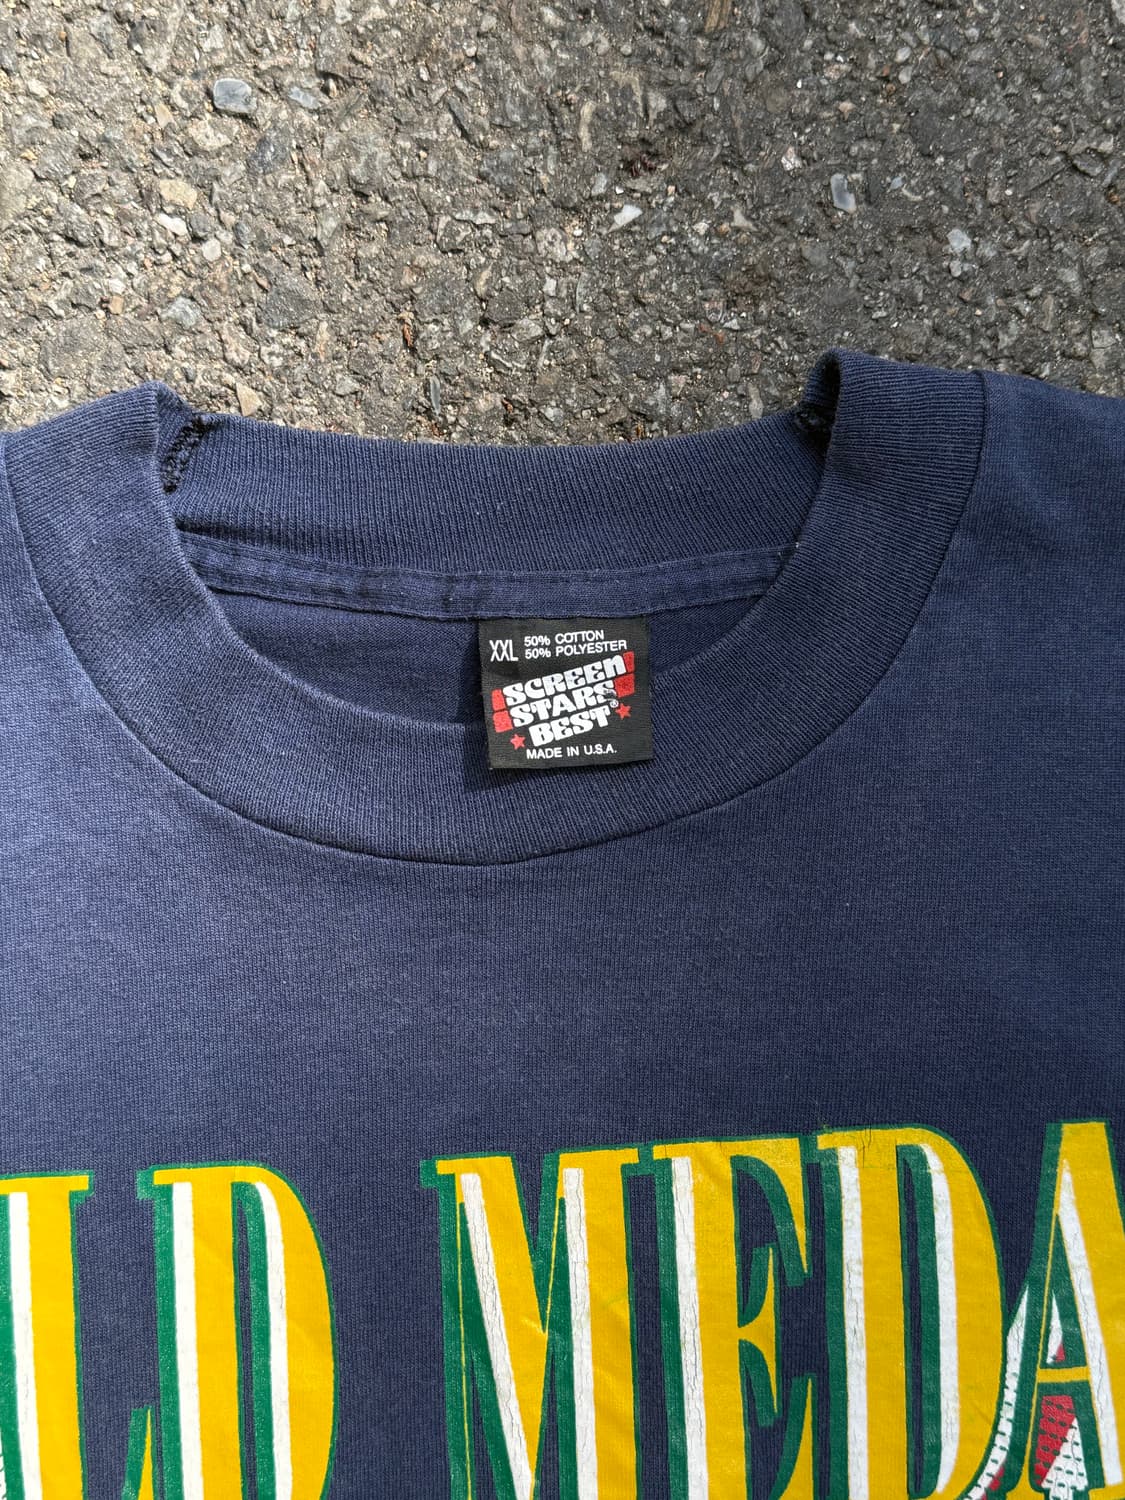 XXL 50% COTTON
50% POLYESTER
SCREEN
STARS
BEST®
MADE IN U.S.A.
LD MEDA